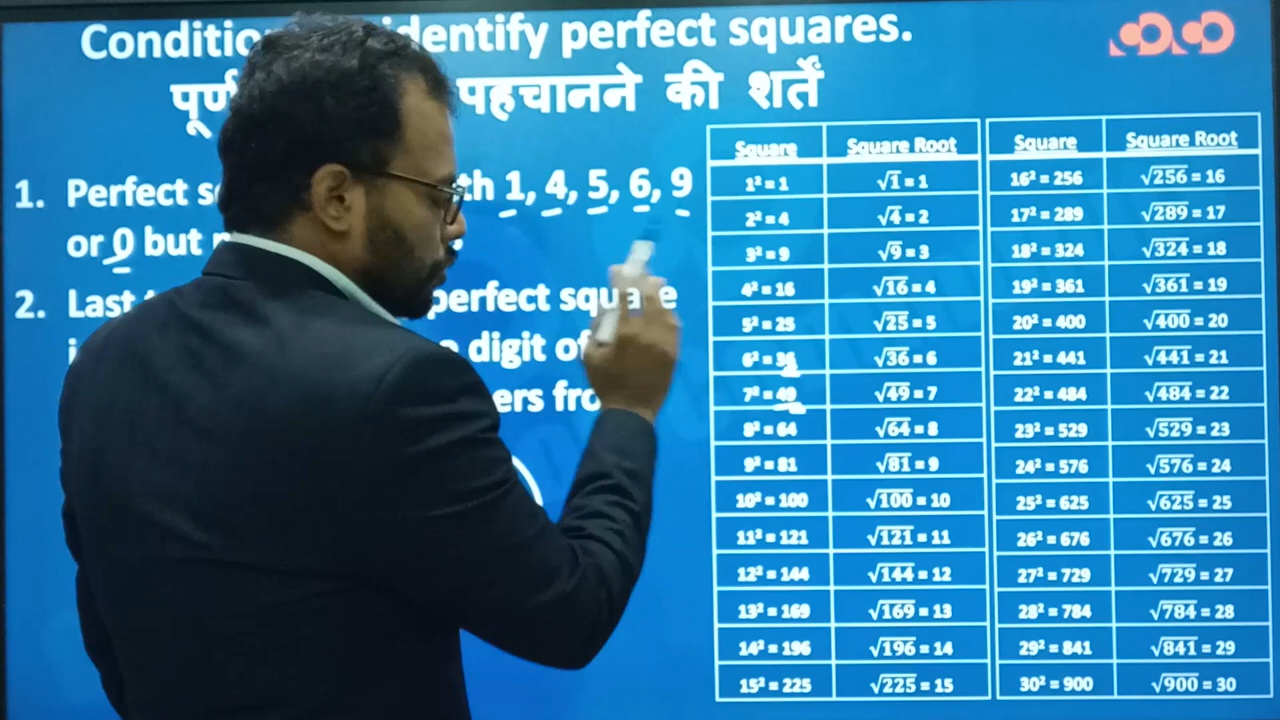 Conditio identify perfect squares.
पूर्ण पहचानने की शर्तें
1. Perfect s th 1, 4, 5, 6, 9
or 0 but
2. Last perfect square
digit of
ers fro
Square Square Root Square Square Root
1² = 1 √1 = 1 16² = 256 √256 = 16
2² = 4 √4 = 2 17² = 289 √289 = 17
3² = 9 √9 = 3 18² = 324 √324 = 18
4² = 16 √16 = 4 19² = 361 √361 = 19
5² = 25 √25 = 5 20² = 400 √400 = 20
6² = 36 √36 = 6 21² = 441 √441 = 21
7² = 49 √49 = 7 22² = 484 √484 = 22
8² = 64 √64 = 8 23² = 529 √529 = 23
9² = 81 √81 = 9 24² = 576 √576 = 24
10² = 100 √100 = 10 25² = 625 √625 = 25
11² = 121 √121 = 11 26² = 676 √676 = 26
12² = 144 √144 = 12 27² = 729 √729 = 27
13² = 169 √169 = 13 28² = 784 √784 = 28
14² = 196 √196 = 14 29² = 841 √841 = 29
15² = 225 √225 = 15 30² = 900 √900 = 30